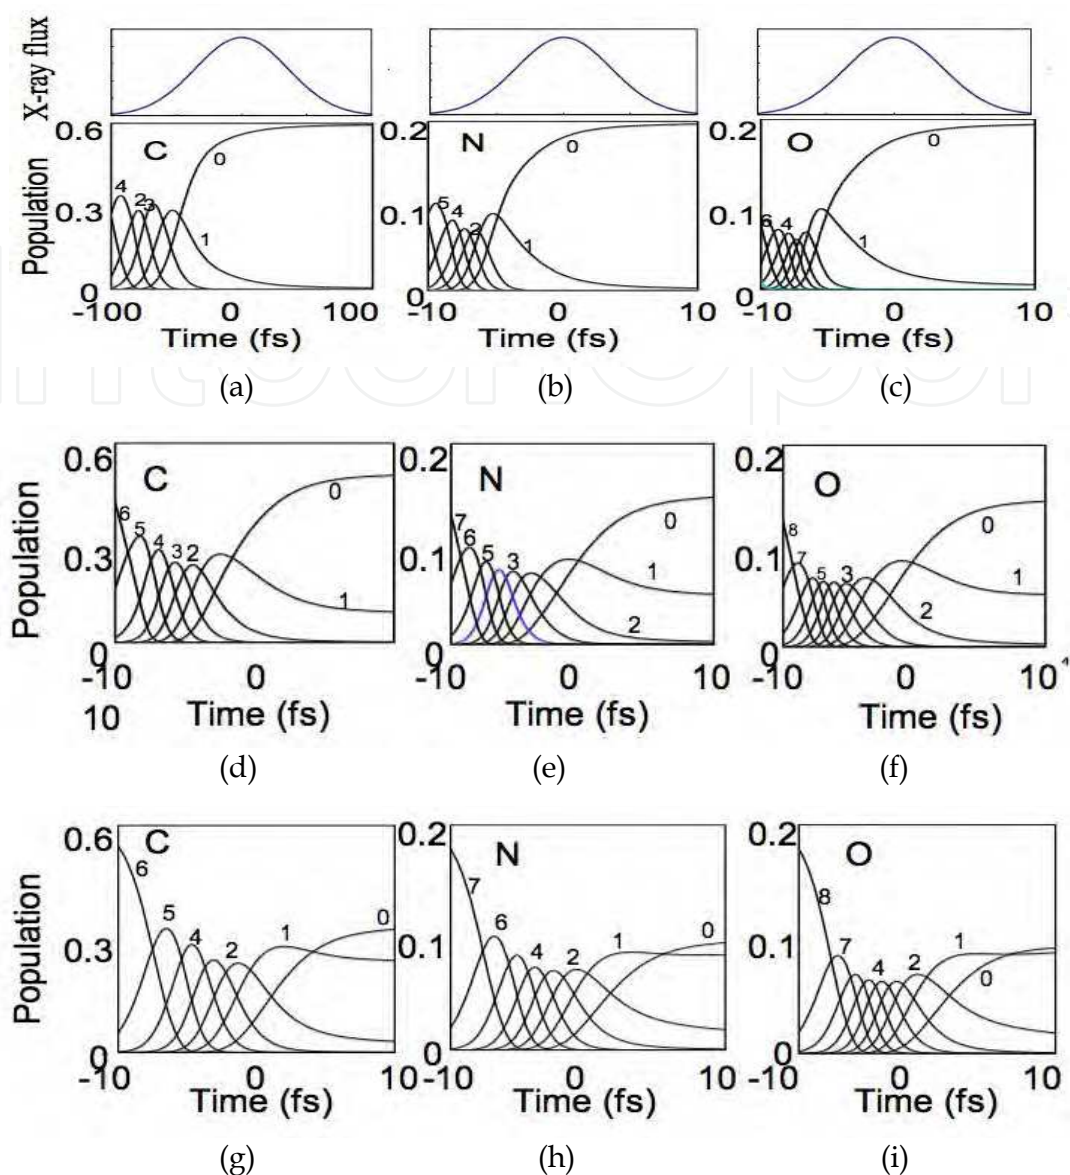 X-ray flux
0.6 0.2 0.2
C N O
0 0 0
Population
4 2 3 5 4 2 6 4
0.3 0.1 0.1
1 1 1
0 0 0
-100 0 100 -10 0 10 -10 0 10
Time (fs) Time (fs) Time (fs)
(a) (b) (c)
0.6 0.2 0.2
C N O
Population
6 5 4 3 2 0 7 6 5 3 0 8 7 5 3 0
0.3 0.1 0.1
1 1 1
2 2
0 0 0
-10 0 -10 0 10 -10 0 10
10
Time (fs) Time (fs) Time (fs)
(d) (e) (f)
0.6 0.2 0.2
C N O
Population
6 5 4 2 1 0 7 6 4 2 1 0 8 7 4 2 1 0
0.3 0.1 0.1
0 0 0
-10 0 10 -10 0 10 -10 0 10
Time (fs) Time (fs) Time (fs)
(g) (h) (i)